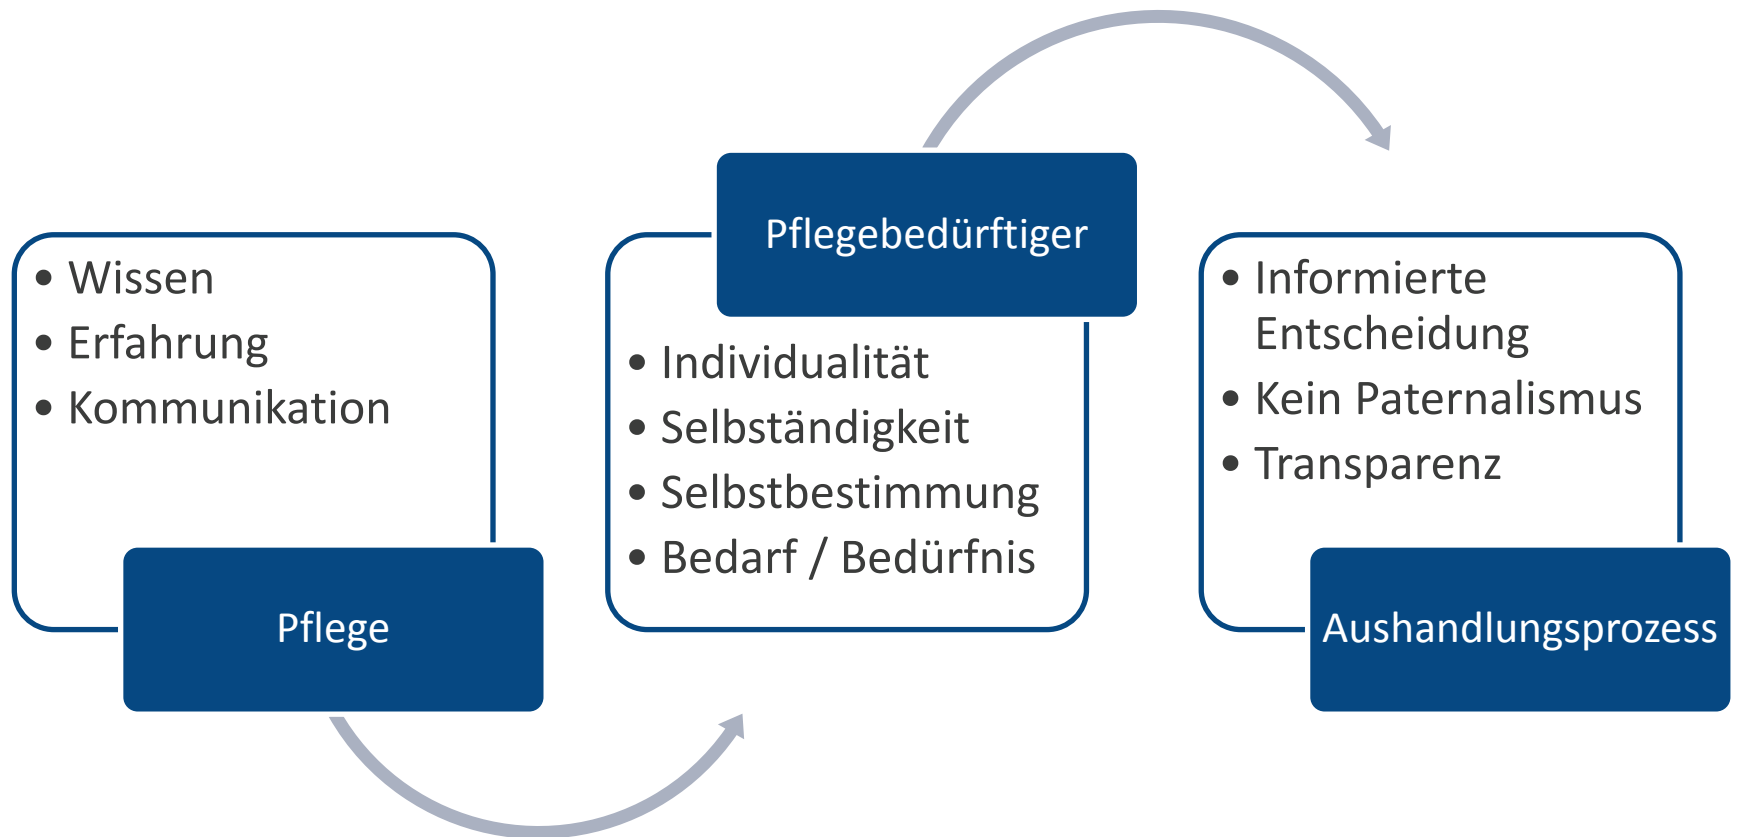 • Wissen
• Erfahrung
• Kommunikation
Pflege
Pflegebedürftiger
• Individualität
• Selbständigkeit
• Selbstbestimmung
• Bedarf / Bedürfnis
• Informierte
Entscheidung
• Kein Paternalismus
• Transparenz
Aushandlungsprozess